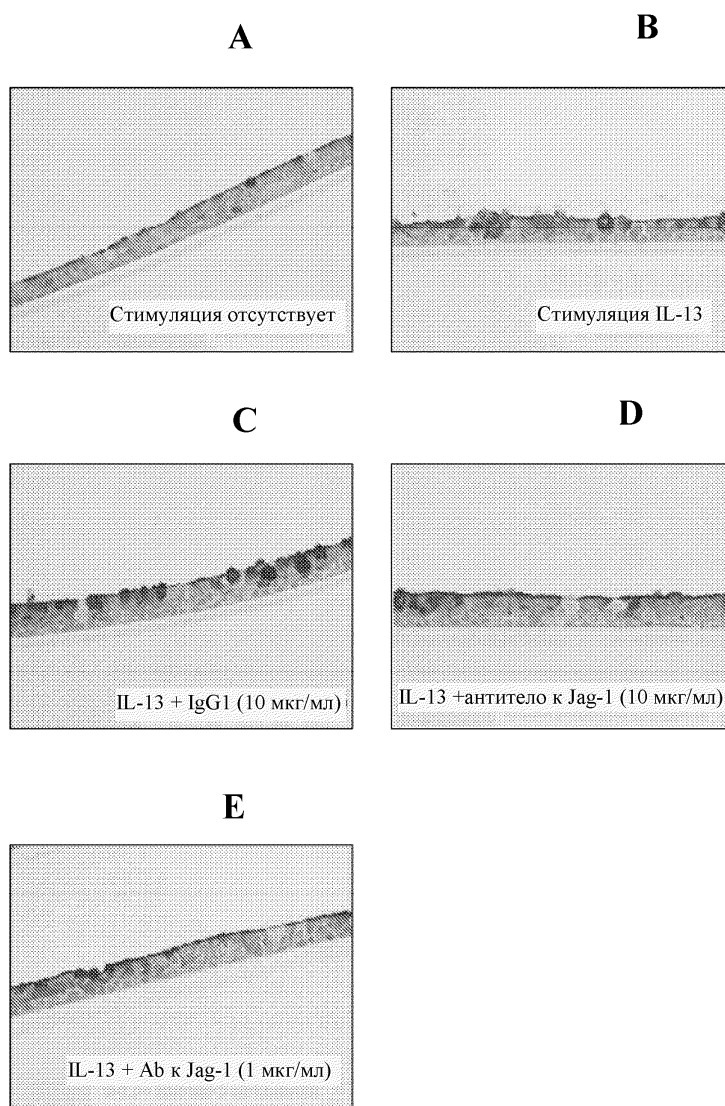 A
B
Стимуляция отсутствует
Стимуляция IL-13
C
D
IL-13 + IgG1 (10 мкг/мл)
IL-13 +антитело к Jag-1 (10 мкг/мл)
E
IL-13 + Ab к Jag-1 (1 мкг/мл)